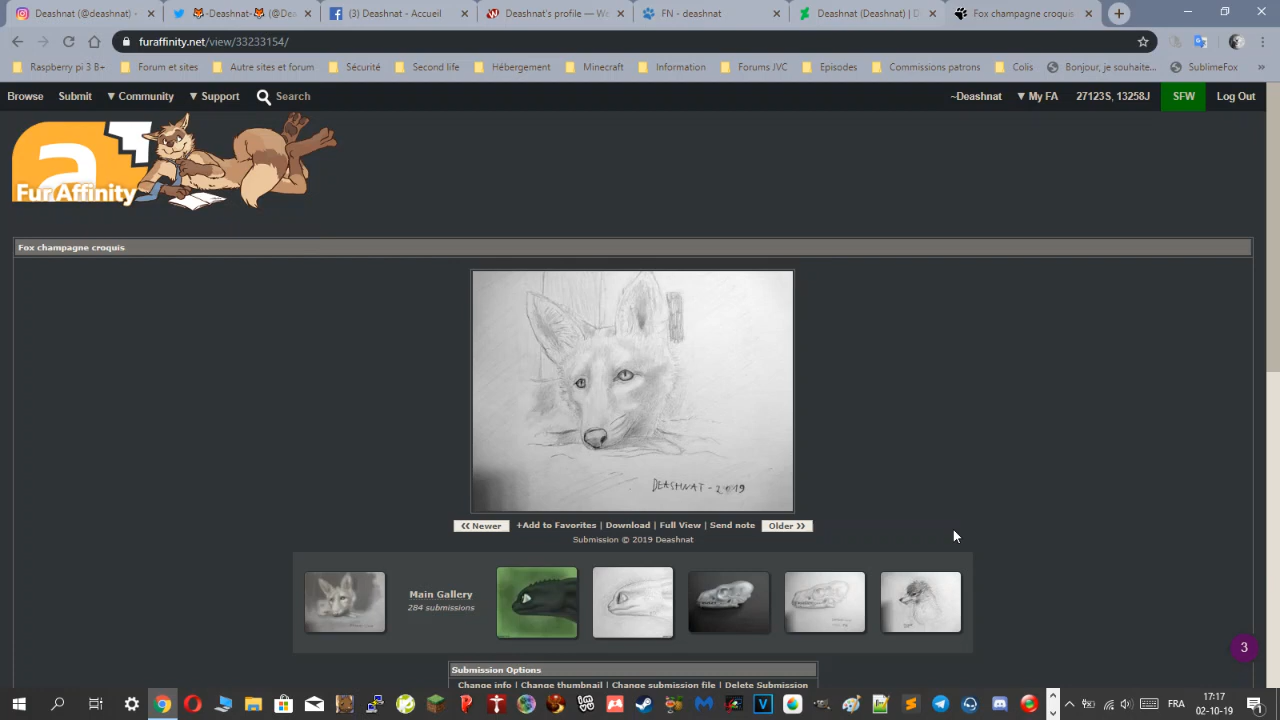 Deashnat (@deashnat) •
-Deashnat- (@Dea
(3) Deashnat - Accueil
Deashnat's profile — We
FN - deashnat
Deashnat (Deashnat) | D
Fox champagne croquis
furaffinity.net/view/33233154/
Raspberry pi 3 B+
Forum et sites
Autre sites et forum
Sécurité
Second life
Hébergement
Minecraft
Information
Forums JVC
Episodes
Commissions patrons
Colis
Bonjour, je souhaite...
SublimeFox
»
Browse
Submit
▼ Community
▼ Support
Search
~Deashnat
▼ My FA
27123S, 13258J
SFW
Log Out
Fur Affinity
Fox champagne croquis
DEASHNAT - 2019
❮❮ Newer
+Add to Favorites | Download | Full View | Send note
Older ❯❯
Submission © 2019 Deashnat
Main Gallery
284 submissions
3
Submission Options
Change info | Change thumbnail | Change submission file | Delete Submission
FRA
17:17
02-10-19